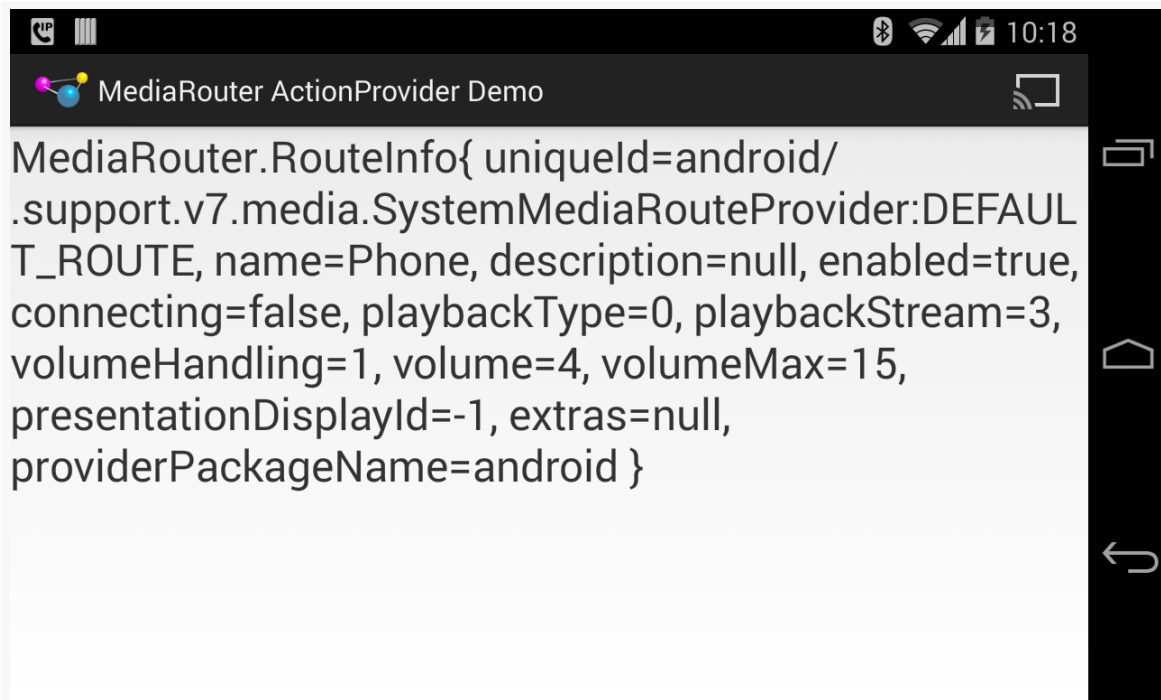 IP
10:18
MediaRouter ActionProvider Demo
MediaRouter.RouteInfo{ uniqueId=android/
.support.v7.media.SystemMediaRouteProvider:DEFAUL
T_ROUTE, name=Phone, description=null, enabled=true,
connecting=false, playbackType=0, playbackStream=3,
volumeHandling=1, volume=4, volumeMax=15,
presentationDisplayId=-1, extras=null,
providerPackageName=android }